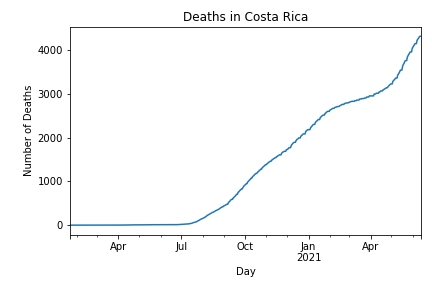 Deaths in Costa Rica
4000
3000
2000
1000
0
Number of Deaths
Apr Jul Oct Jan Apr
2021
Day